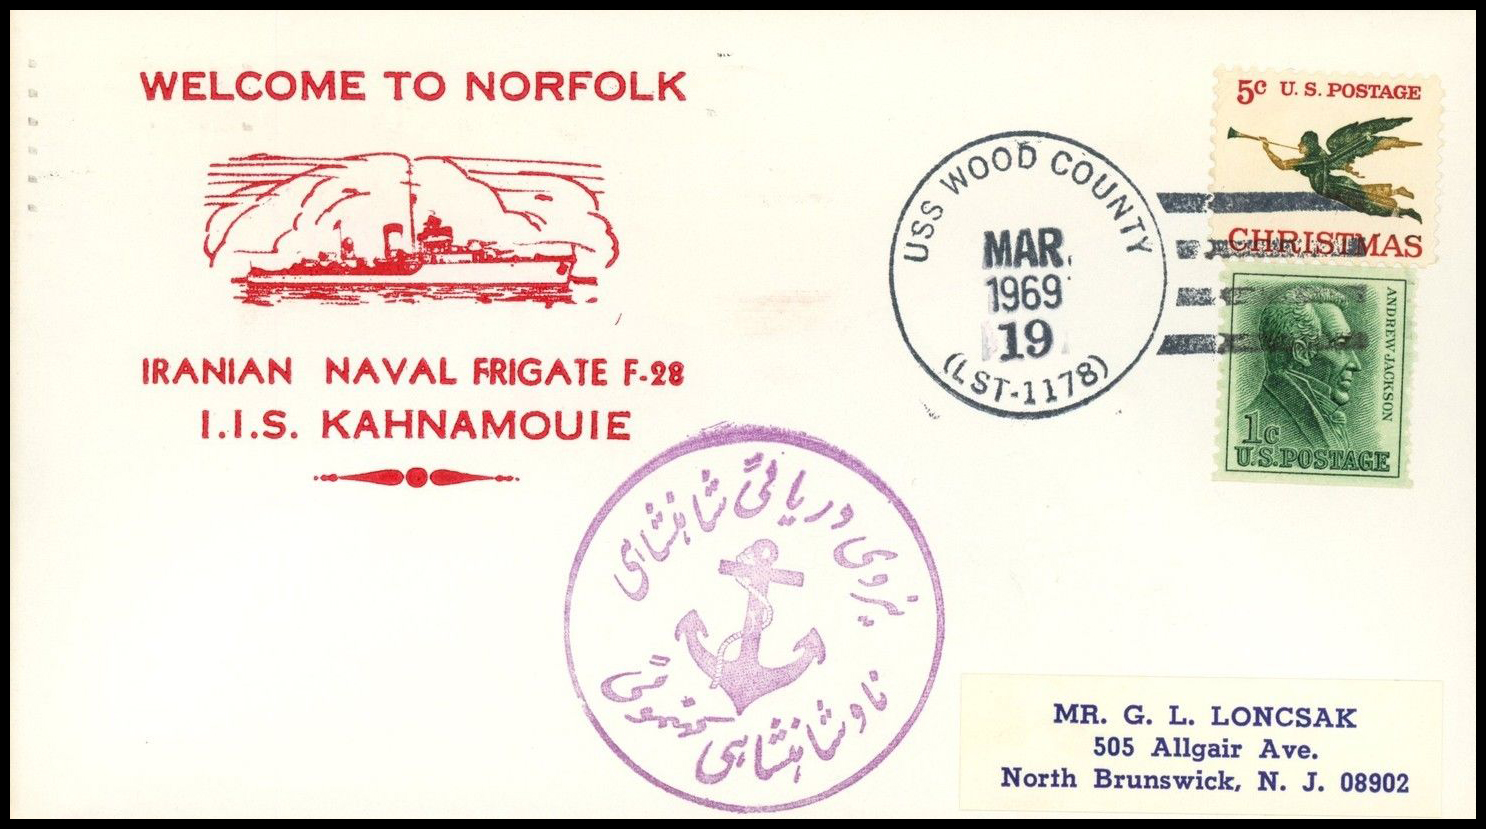 WELCOME TO NORFOLK
IRANIAN NAVAL FRIGATE F-28
I.I.S. KAHNAMOUIE
USS WOOD COUNTY
MAR.
1969
19
(LST-1178)
5c U. S. POSTAGE
CHRISTMAS
ANDREW JACKSON
1c
U.S. POSTAGE
نیروی دریائی شاهنشاهی
ناو شاهنشاهی کهنموئی
MR. G. L. LONCSAK
505 Allgair Ave.
North Brunswick, N. J. 08902